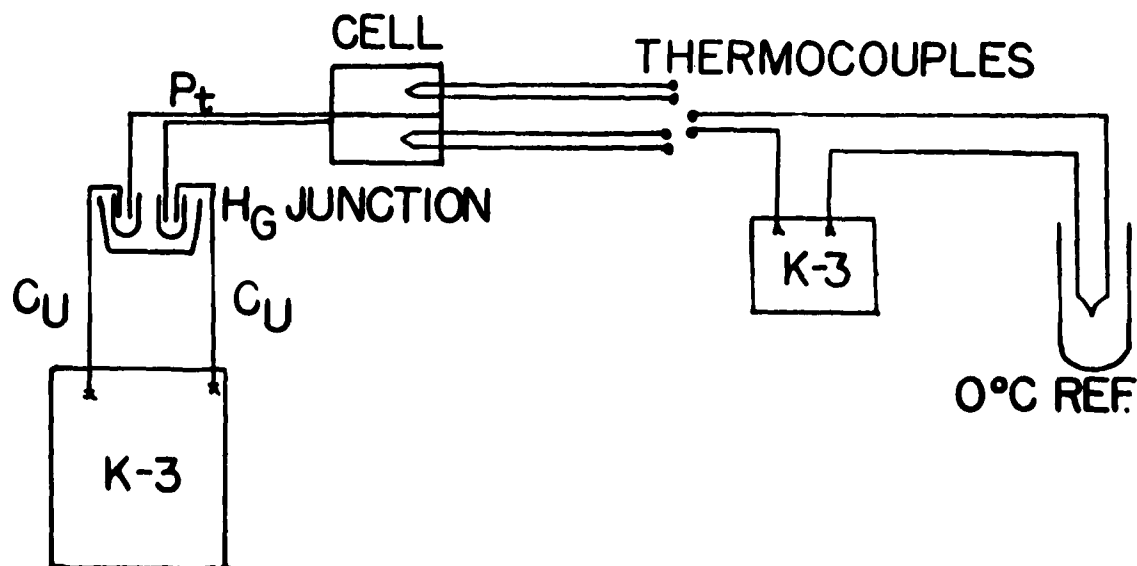 CELL
THERMOCOUPLES
Pt
HG JUNCTION
K-3
CU
CU
0°C REF.
K-3